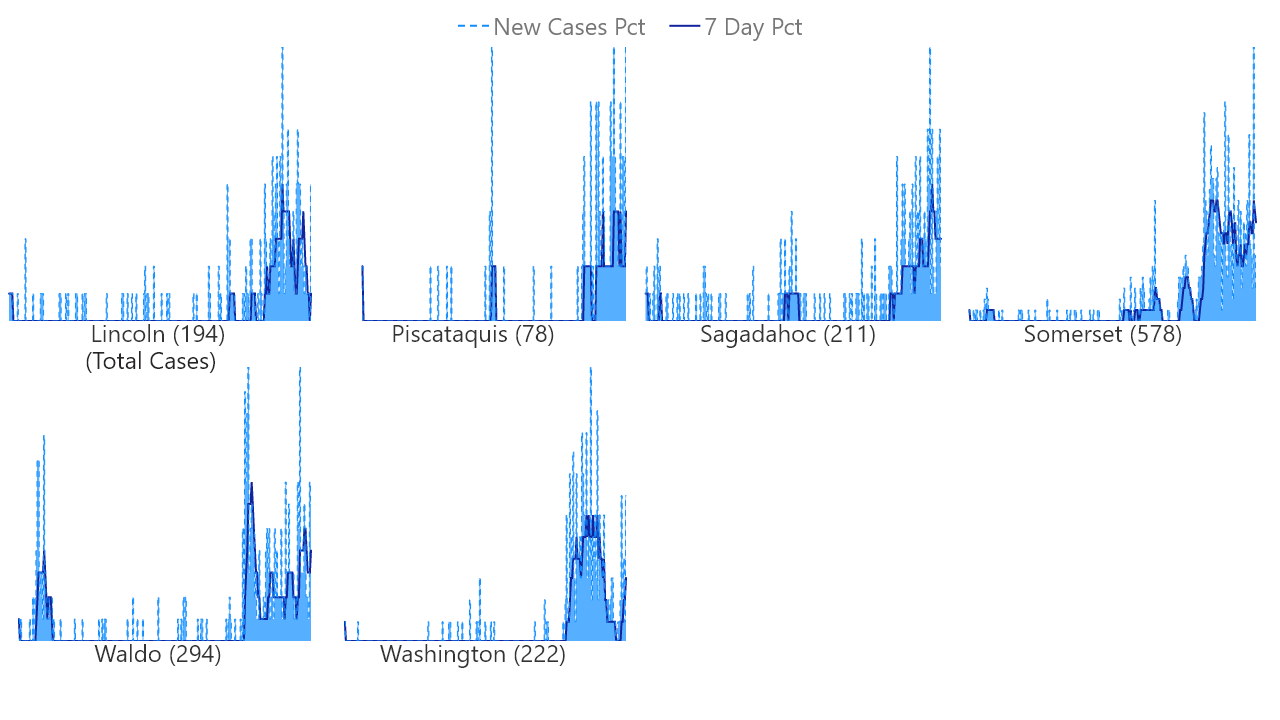 New Cases Pct 7 Day Pct
Lincoln (194)
(Total Cases)
Piscataquis (78)
Sagadahoc (211)
Somerset (578)
Waldo (294)
Washington (222)